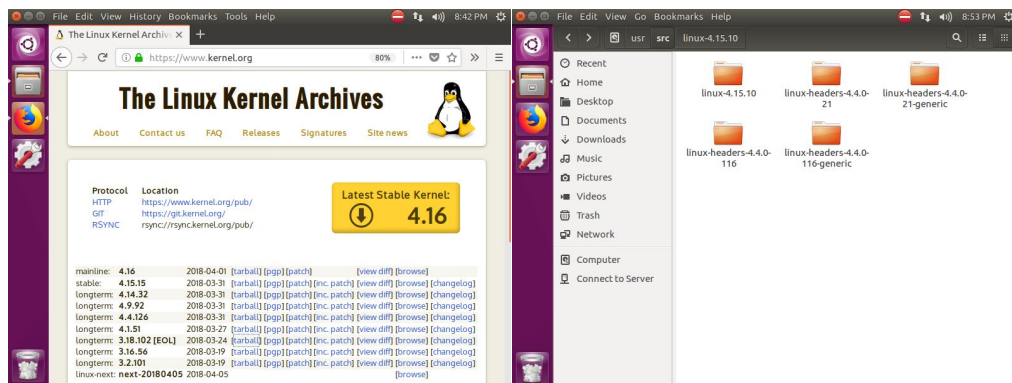 File Edit View History Bookmarks Tools Help
8:42 PM
The Linux Kernel Archiv
https://www.kernel.org
80%
The Linux Kernel Archives
About Contact us FAQ Releases Signatures Site news
Protocol Location
HTTP https://www.kernel.org/pub/
GIT https://git.kernel.org/
RSYNC rsync://rsync.kernel.org/pub/
Latest Stable Kernel:
4.16
mainline: 4.16 2018-04-01 [tarball] [pgp] [patch] [view diff] [browse]
stable: 4.15.15 2018-03-31 [tarball] [pgp] [patch] [inc. patch] [view diff] [browse] [changelog]
longterm: 4.14.32 2018-03-31 [tarball] [pgp] [patch] [inc. patch] [view diff] [browse] [changelog]
longterm: 4.9.92 2018-03-31 [tarball] [pgp] [patch] [inc. patch] [view diff] [browse] [changelog]
longterm: 4.4.126 2018-03-31 [tarball] [pgp] [patch] [inc. patch] [view diff] [browse] [changelog]
longterm: 4.1.51 2018-03-27 [tarball] [pgp] [patch] [inc. patch] [view diff] [browse] [changelog]
longterm: 3.18.102 [EOL] 2018-03-24 [tarball] [pgp] [patch] [inc. patch] [view diff] [browse] [changelog]
longterm: 3.16.56 2018-03-19 [tarball] [pgp] [patch] [inc. patch] [view diff] [browse] [changelog]
longterm: 3.2.101 2018-03-19 [tarball] [pgp] [patch] [inc. patch] [view diff] [browse] [changelog]
linux-next: next-20180405 2018-04-05 [browse]
File Edit View Go Bookmarks Help
8:53 PM
usr src linux-4.15.10
Recent
Home
Desktop
Documents
Downloads
Music
Pictures
Videos
Trash
Network
Computer
Connect to Server
linux-4.15.10
linux-headers-4.4.0-
21
linux-headers-4.4.0-
21-generic
linux-headers-4.4.0-
116
linux-headers-4.4.0-
116-generic